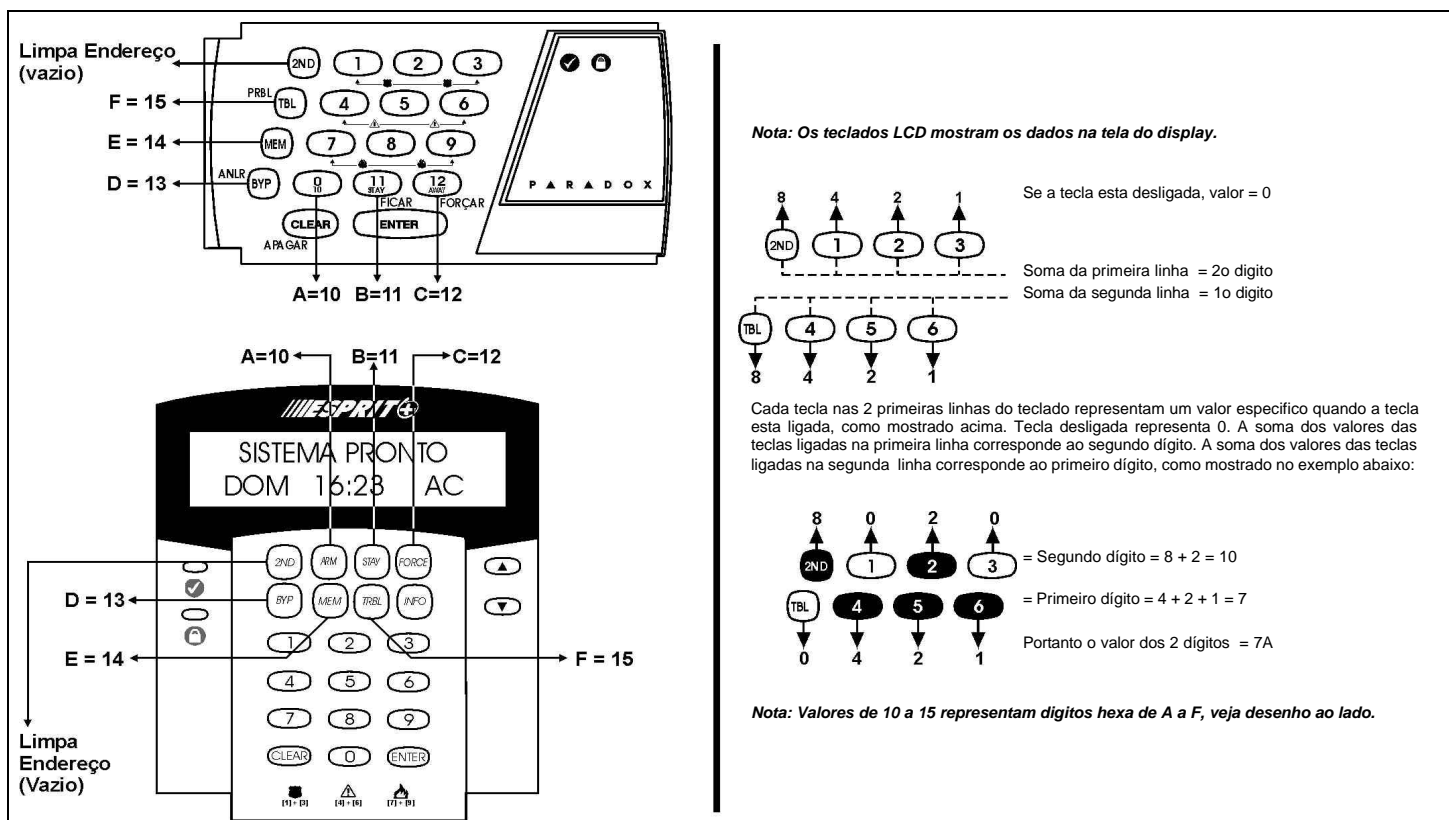 Limpa Endereço
(vazio)
2ND 1 2 3
F = 15
PRBL
TBL 4 5 6
E = 14
MEM 7 8 9
D = 13
ANLR
BYP 0 10 11 STAY 12 AWAY
FICAR FORÇAR
CLEAR ENTER
APAGAR
A=10 B=11 C=12
PARADOX
A=10 B=11 C=12
ESPRIT+
SISTEMA PRONTO
DOM 16:23 AC
2ND ARM STAY FORCE
D = 13
BYP MEM TRBL INFO
E = 14
1 2 3
F = 15
4 5 6
7 8 9
CLEAR 0 ENTER
[1] + [3] [4] + [6] [7] + [9]
Limpa
Endereço
(Vazio)
Nota: Os teclados LCD mostram os dados na tela do display.
8 4 2 1
Se a tecla esta desligada, valor = 0
2ND 1 2 3
Soma da primeira linha = 2o digito
Soma da segunda linha = 1o digito
TBL 4 5 6
8 4 2 1
Cada tecla nas 2 primeiras linhas do teclado representam um valor especifico quando a tecla
esta ligada, como mostrado acima. Tecla desligada representa 0. A soma dos valores das
teclas ligadas na primeira linha corresponde ao segundo dígito. A soma dos valores das teclas
ligadas na segunda linha corresponde ao primeiro dígito, como mostrado no exemplo abaixo:
8 0 2 0
2ND 1 2 3
= Segundo dígito = 8 + 2 = 10
TBL 4 5 6
= Primeiro dígito = 4 + 2 + 1 = 7
0 4 2 1
Portanto o valor dos 2 dígitos = 7A
Nota: Valores de 10 a 15 representam digitos hexa de A a F, veja desenho ao lado.